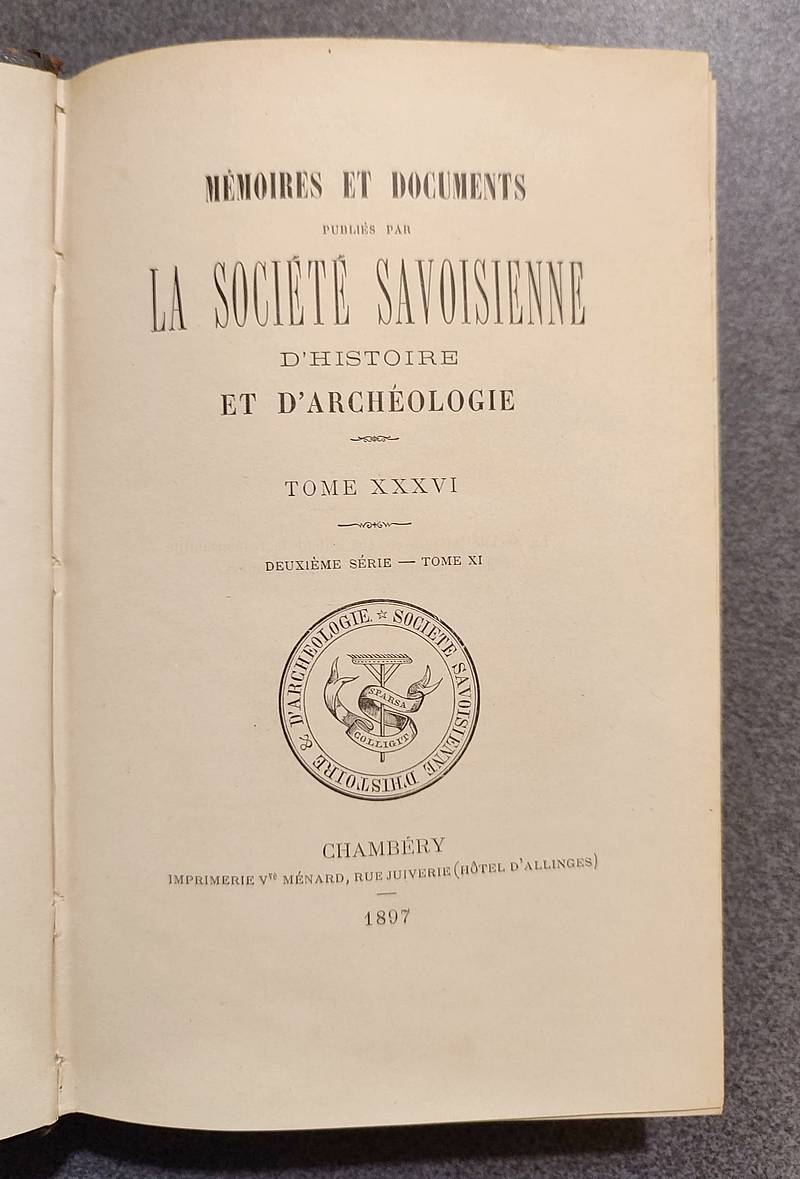 MÉMOIRES ET DOCUMENTS
PUBLIÉS PAR
LA SOCIÉTÉ SAVOISIENNE
D'HISTOIRE
ET D'ARCHÉOLOGIE
TOME XXXVI
DEUXIÈME SÉRIE — TOME XI
SOCIÉTÉ SAVOISIENNE D'HISTOIRE & D'ARCHÉOLOGIE. ☆
SPARSA
COLLIGIT
CHAMBÉRY
IMPRIMERIE Vve MÉNARD, RUE JUIVERIE (HÔTEL D'ALLINGES)
1897